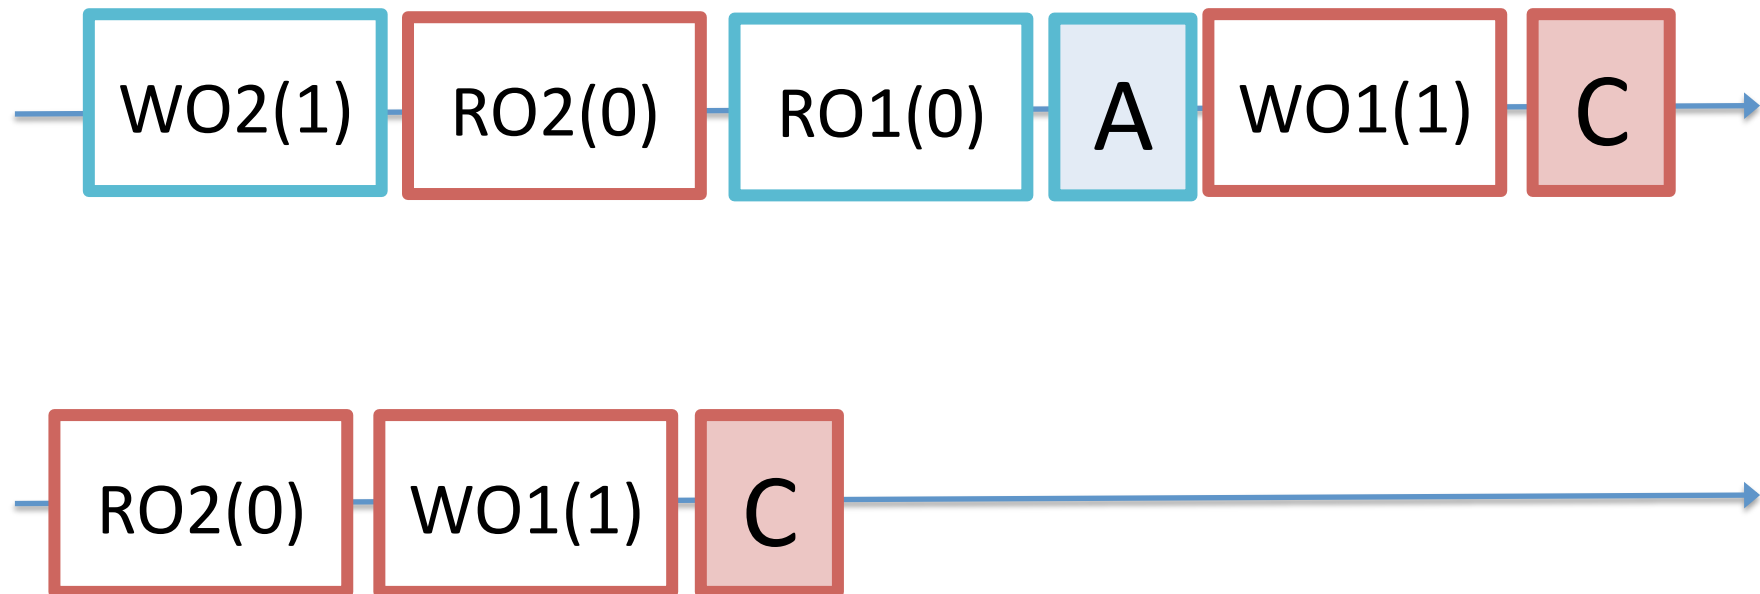 WO2(1) RO2(0) RO1(0) A WO1(1) C
RO2(0) WO1(1) C